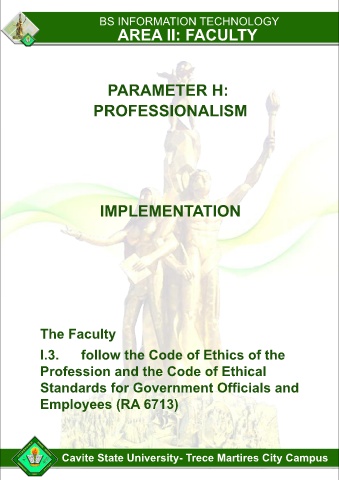 BS INFORMATION TECHNOLOGY
AREA II: FACULTY
PARAMETER H:
PROFESSIONALISM
IMPLEMENTATION
The Faculty
I.3. follow the Code of Ethics of the
Profession and the Code of Ethical
Standards for Government Officials and
Employees (RA 6713)
Cavite State University- Trece Martires City Campus